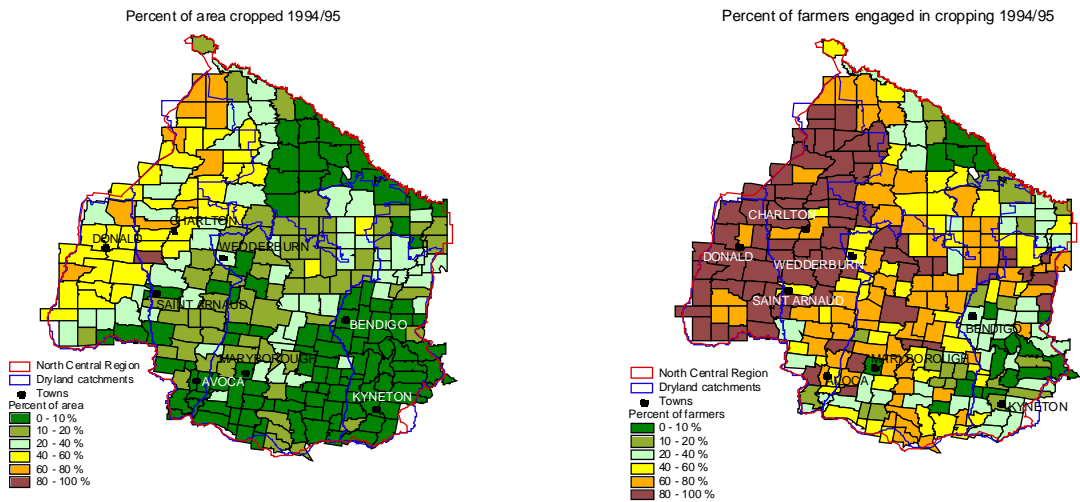 Percent of area cropped 1994/95
CHARLTON
DONALD
WEDDERBURN
SAINT ARNAUD
BENDIGO
MARYBOROUGH
AVOCA
KYNETON
North Central Region
Dryland catchments
Towns
Percent of area
0 - 10 %
10 - 20 %
20 - 40 %
40 - 60 %
60 - 80 %
80 - 100 %
Percent of farmers engaged in cropping 1994/95
CHARLTON
DONALD
WEDDERBURN
SAINT ARNAUD
BENDIGO
MARYBOROUGH
AVOCA
KYNETON
North Central Region
Dryland catchments
Towns
Percent of farmers
0 - 10 %
10 - 20 %
20 - 40 %
40 - 60 %
60 - 80 %
80 - 100 %